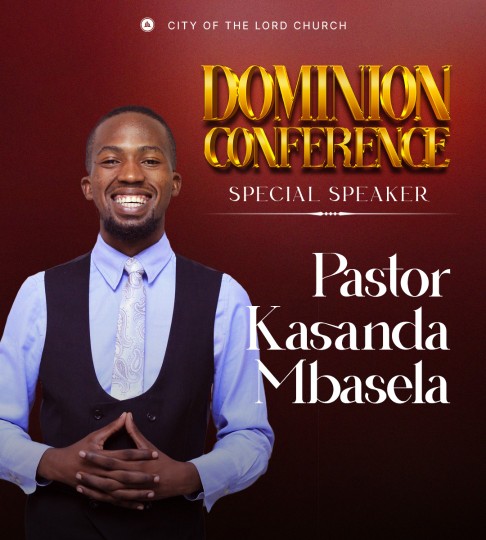 CITY OF THE LORD CHURCH
DOMINION
CONFERENCE
SPECIAL SPEAKER
Pastor
Kasanda
Mbasela